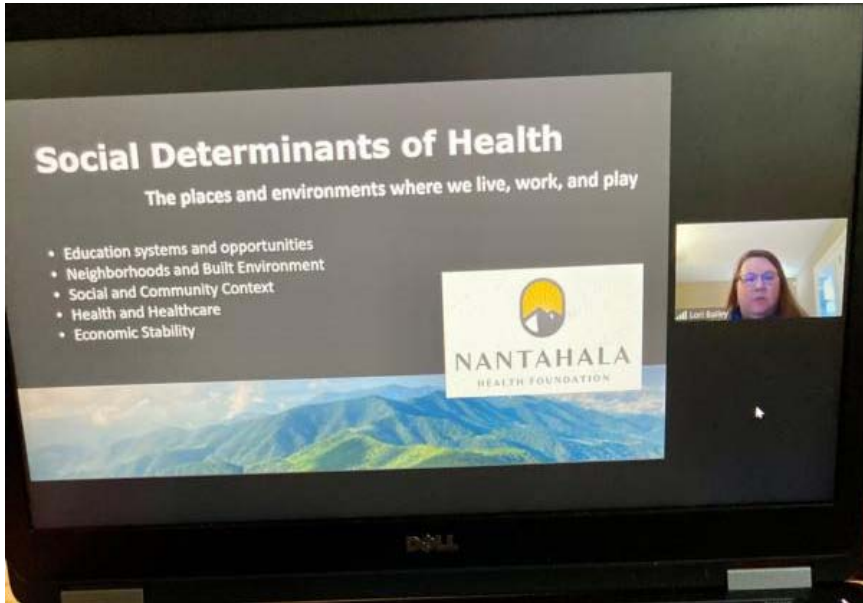 Social Determinants of Health
The places and environments where we live, work, and play
• Education systems and opportunities
• Neighborhoods and Built Environment
• Social and Community Context
• Health and Healthcare
• Economic Stability
NANTAHALA
HEALTH FOUNDATION
Lori Bailey
DELL